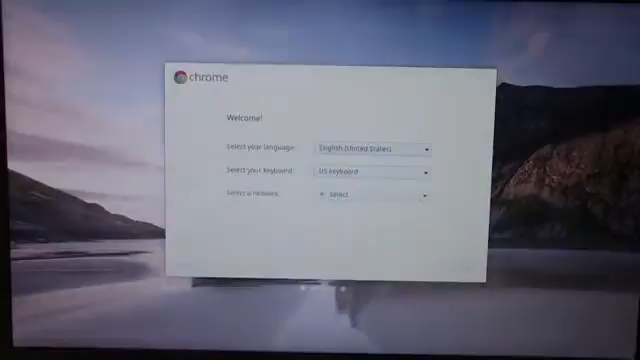 chrome
Welcome!
Select your language: English (United States)
Select your keyboard: US keyboard
Select a network: Select